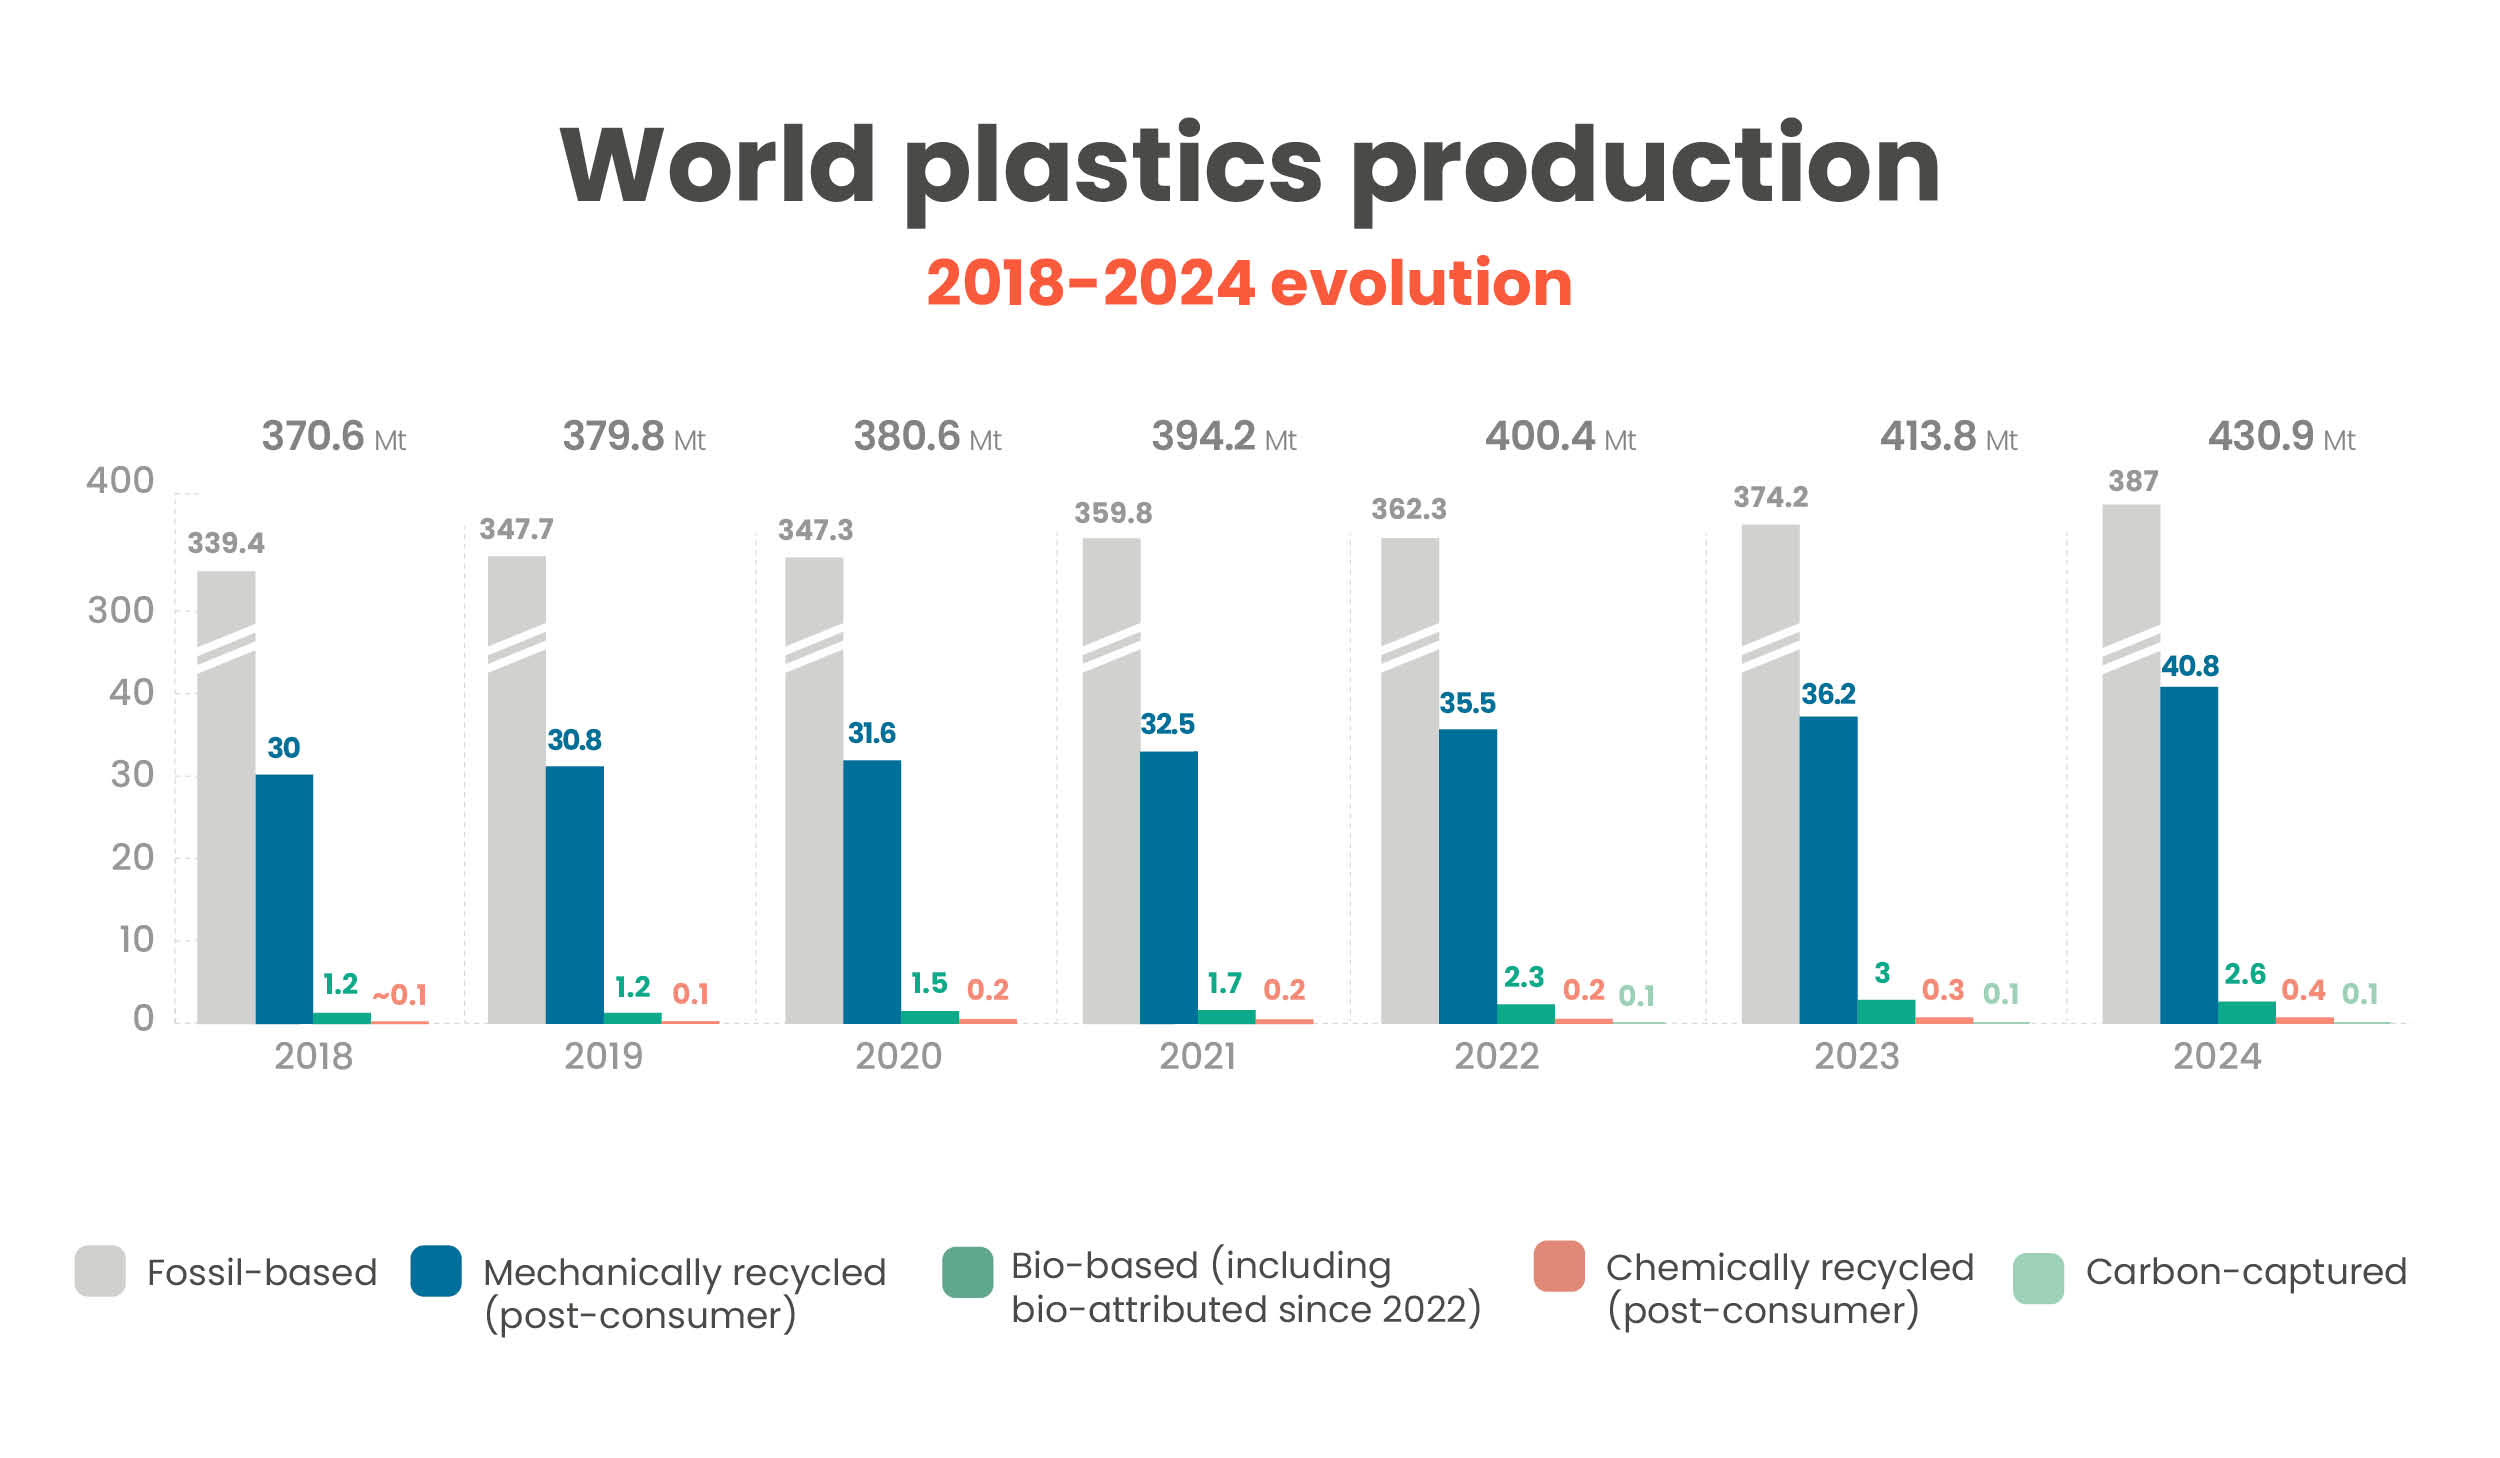 World plastics production
2018-2024 evolution
370.6 Mt
379.8 Mt
380.6 Mt
394.2 Mt
400.4 Mt
413.8 Mt
430.9 Mt
400
300
40
30
20
10
0
339.4
30
1.2
~0.1
2018
347.7
30.8
1.2
0.1
2019
347.3
31.6
1.5
0.2
2020
359.8
32.5
1.7
0.2
2021
362.3
35.5
2.3
0.2
0.1
2022
374.2
36.2
3
0.3
0.1
2023
387
40.8
2.6
0.4
0.1
2024
Fossil-based
Mechanically recycled
(post-consumer)
Bio-based (including
bio-attributed since 2022)
Chemically recycled
(post-consumer)
Carbon-captured